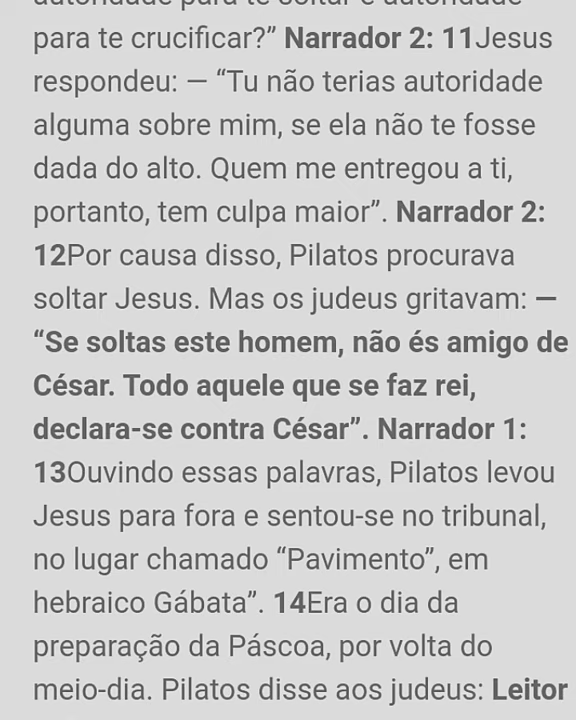 para te crucificar?” Narrador 2: 11Jesus
respondeu: — “Tu não terias autoridade
alguma sobre mim, se ela não te fosse
dada do alto. Quem me entregou a ti,
portanto, tem culpa maior”. Narrador 2:
12Por causa disso, Pilatos procurava
soltar Jesus. Mas os judeus gritavam: —
“Se soltas este homem, não és amigo de
César. Todo aquele que se faz rei,
declara-se contra César”. Narrador 1:
13Ouvindo essas palavras, Pilatos levou
Jesus para fora e sentou-se no tribunal,
no lugar chamado “Pavimento”, em
hebraico Gábata”. 14Era o dia da
preparação da Páscoa, por volta do
meio-dia. Pilatos disse aos judeus: Leitor